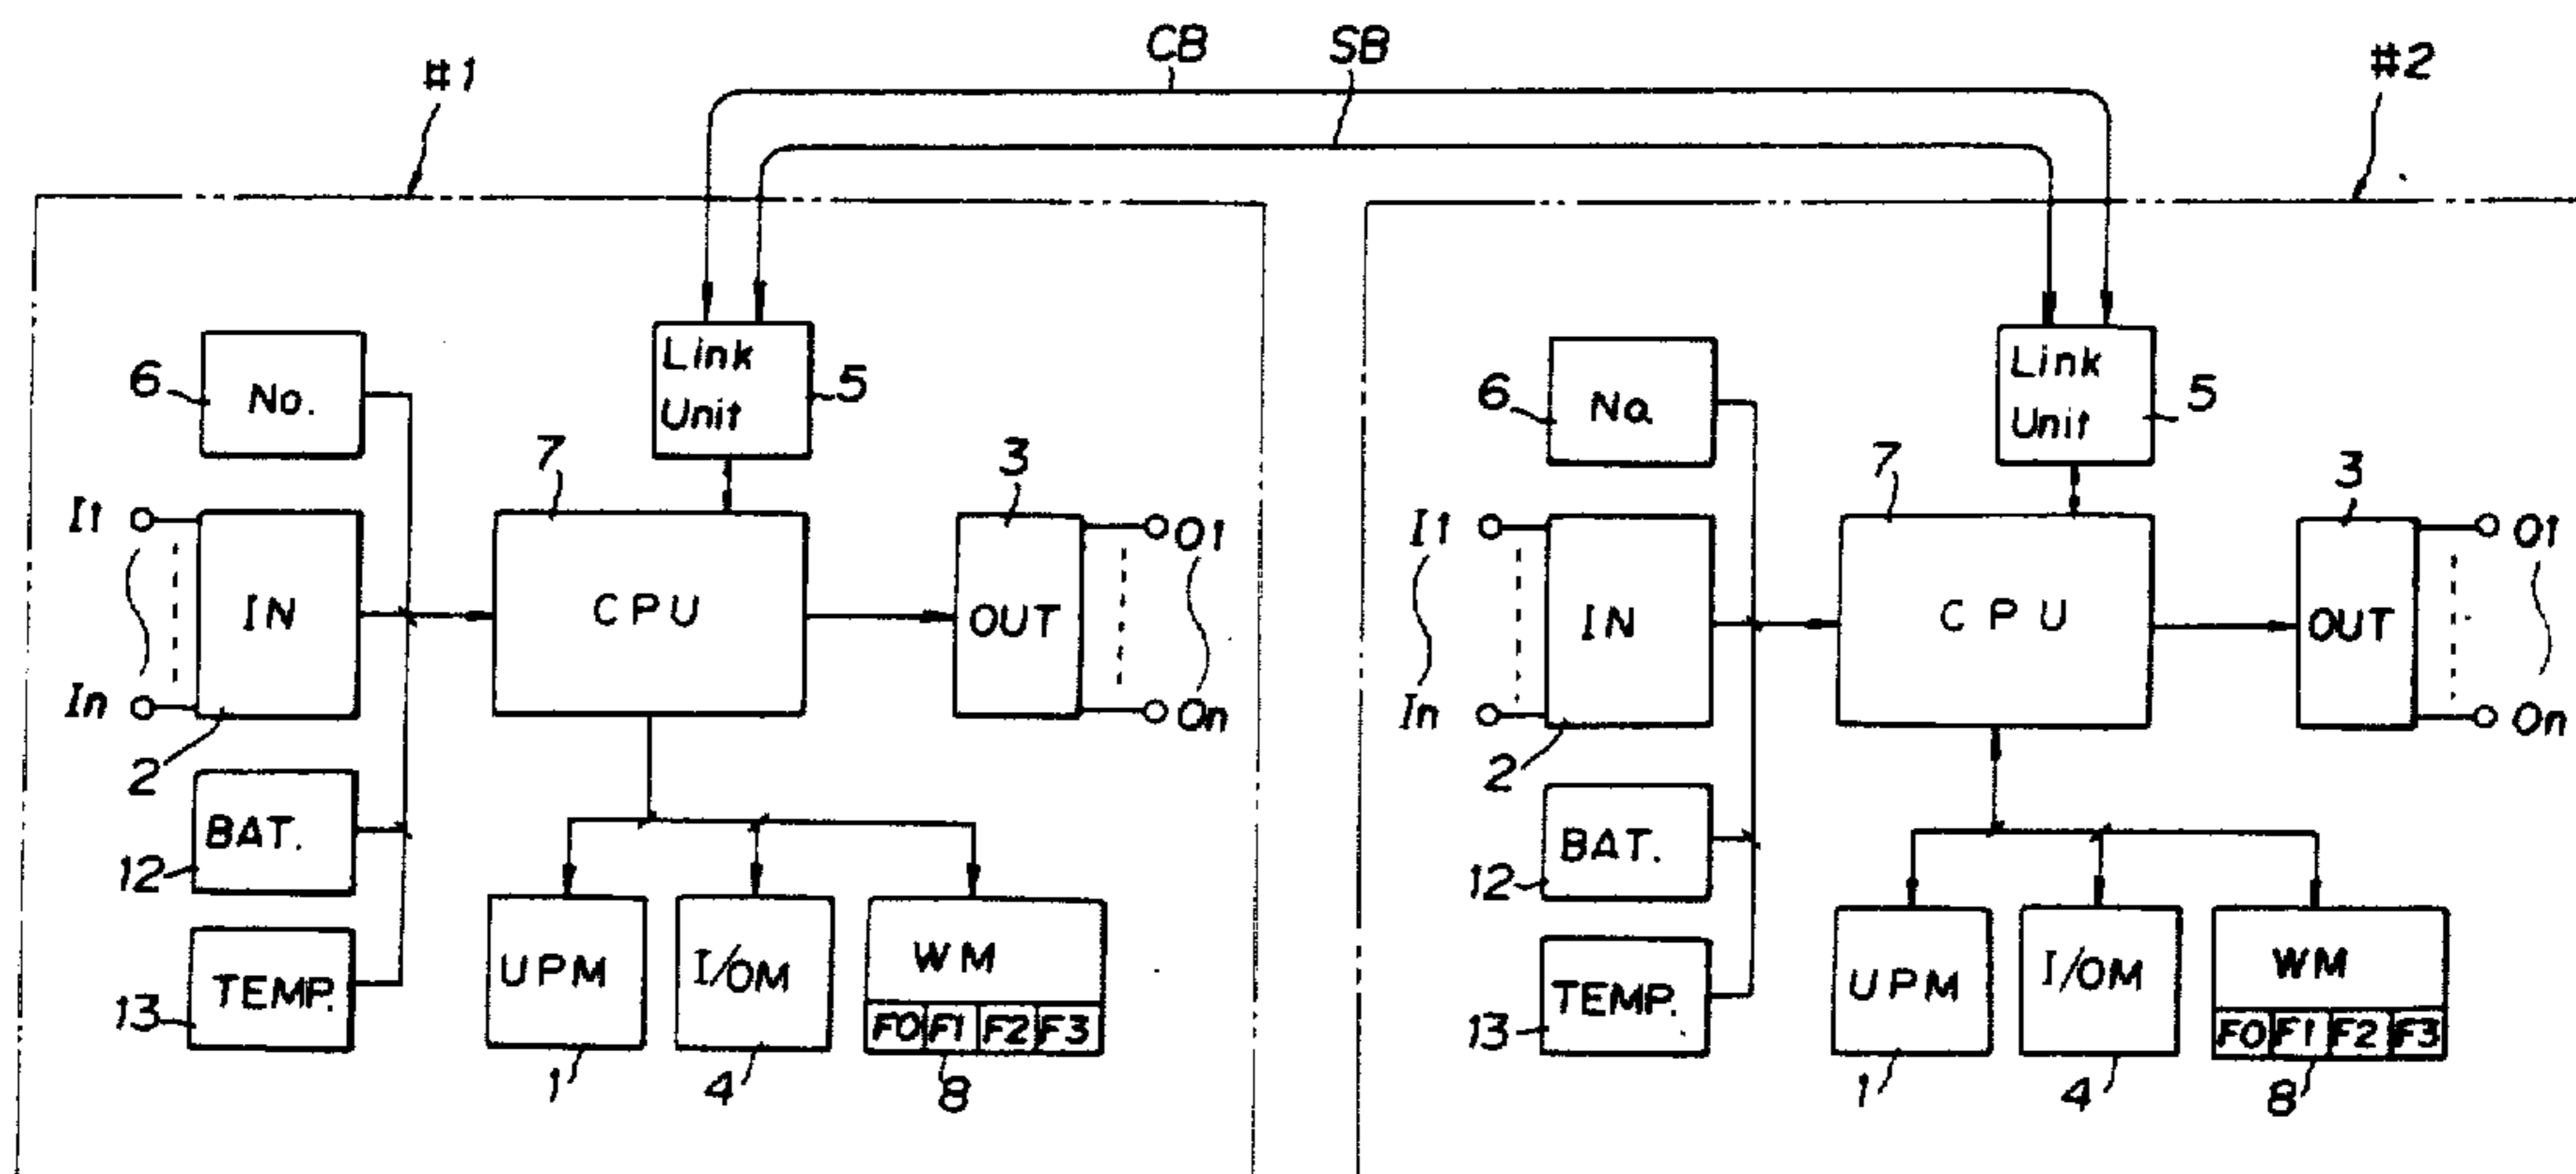 CB SB
#1 #2
Link
Unit
5
6 No.
7
3
I1
In
IN
2
CPU
OUT
O1
On
BAT.
12
TEMP.
13
UPM
1
I/OM
4
WM
F0 F1 F2 F3
8
Link
Unit
5
6 No.
7
3
I1
In
IN
2
CPU
OUT
O1
On
BAT.
12
TEMP.
13
UPM
1
I/OM
4
WM
F0 F1 F2 F3
8